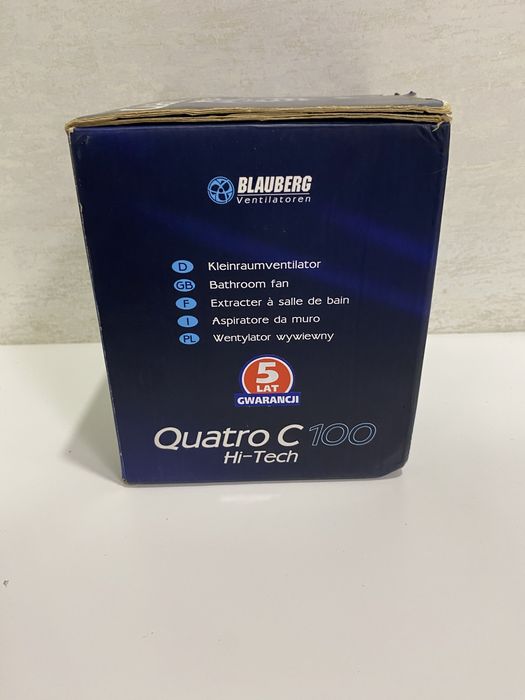 BLAUBERG
Ventilatoren
D Kleinraumventilator
GB Bathroom fan
F Extracter à salle de bain
I Aspiratore da muro
PL Wentylator wywiewny
5
LAT
GWARANCJI
Quatro C 100
Hi-Tech